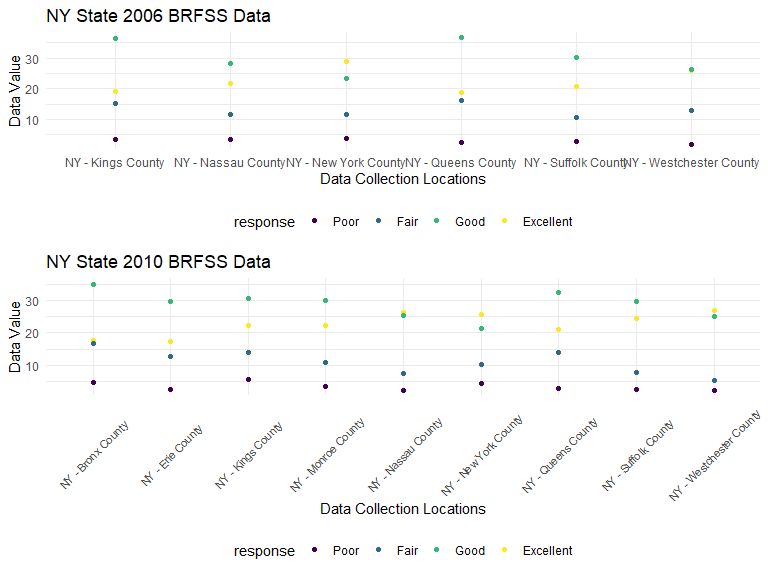 NY State 2006 BRFSS Data
Data Value
30
20
10
NY - Kings County NY - Nassau County NY - New York County NY - Queens County NY - Suffolk County NY - Westchester County
Data Collection Locations
response Poor Fair Good Excellent
NY State 2010 BRFSS Data
Data Value
30
20
10
NY - Bronx County NY - Erie County NY - Kings County NY - Monroe County NY - Nassau County NY - New York County NY - Queens County NY - Suffolk County NY - Westchester County
Data Collection Locations
response Poor Fair Good Excellent